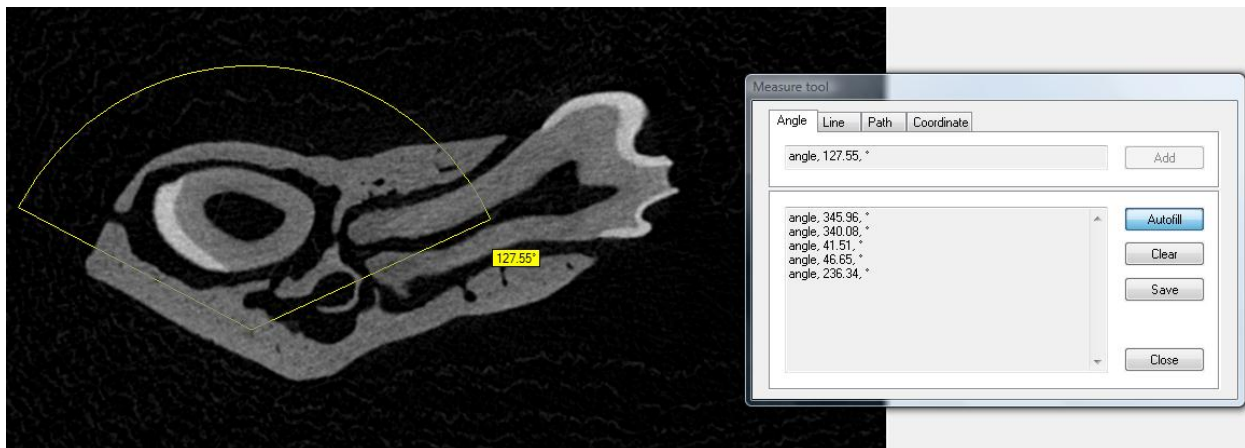 Measure tool
Angle Line Path Coordinate
angle, 127.55, °
Add
angle, 345.96, °
angle, 340.08, °
angle, 41.51, °
angle, 46.65, °
angle, 236.34, °
Autofill
Clear
Save
Close
127.55°